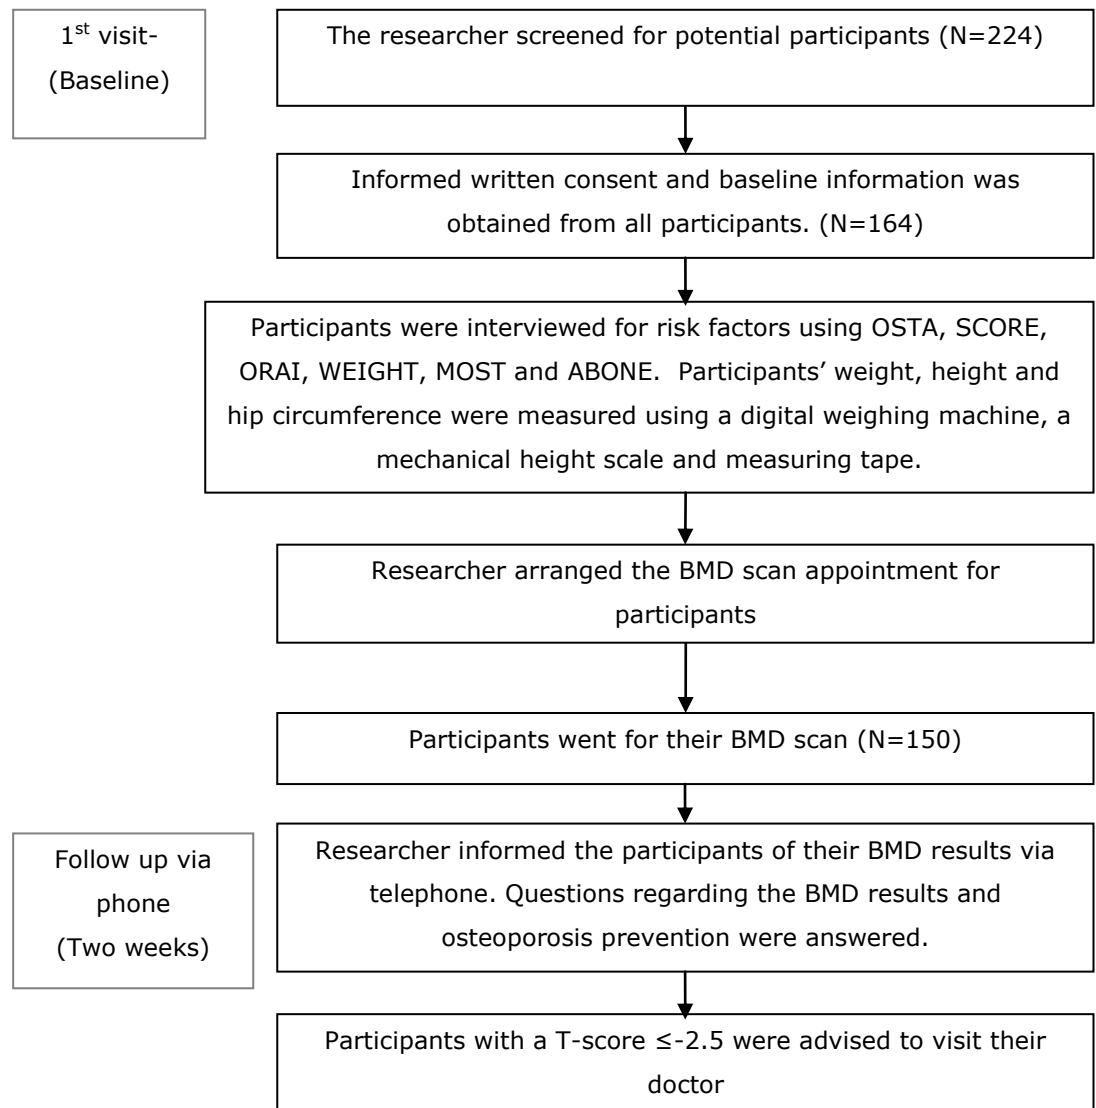 1st visit-
(Baseline)
The researcher screened for potential participants (N=224)
Informed written consent and baseline information was
obtained from all participants. (N=164)
Participants were interviewed for risk factors using OSTA, SCORE,
ORAI, WEIGHT, MOST and ABONE.  Participants’ weight, height and
hip circumference were measured using a digital weighing machine, a
mechanical height scale and measuring tape.
Researcher arranged the BMD scan appointment for
participants
Participants went for their BMD scan (N=150)
Follow up via
phone
(Two weeks)
Researcher informed the participants of their BMD results via
telephone. Questions regarding the BMD results and
osteoporosis prevention were answered.
Participants with a T-score ≤-2.5 were advised to visit their
doctor